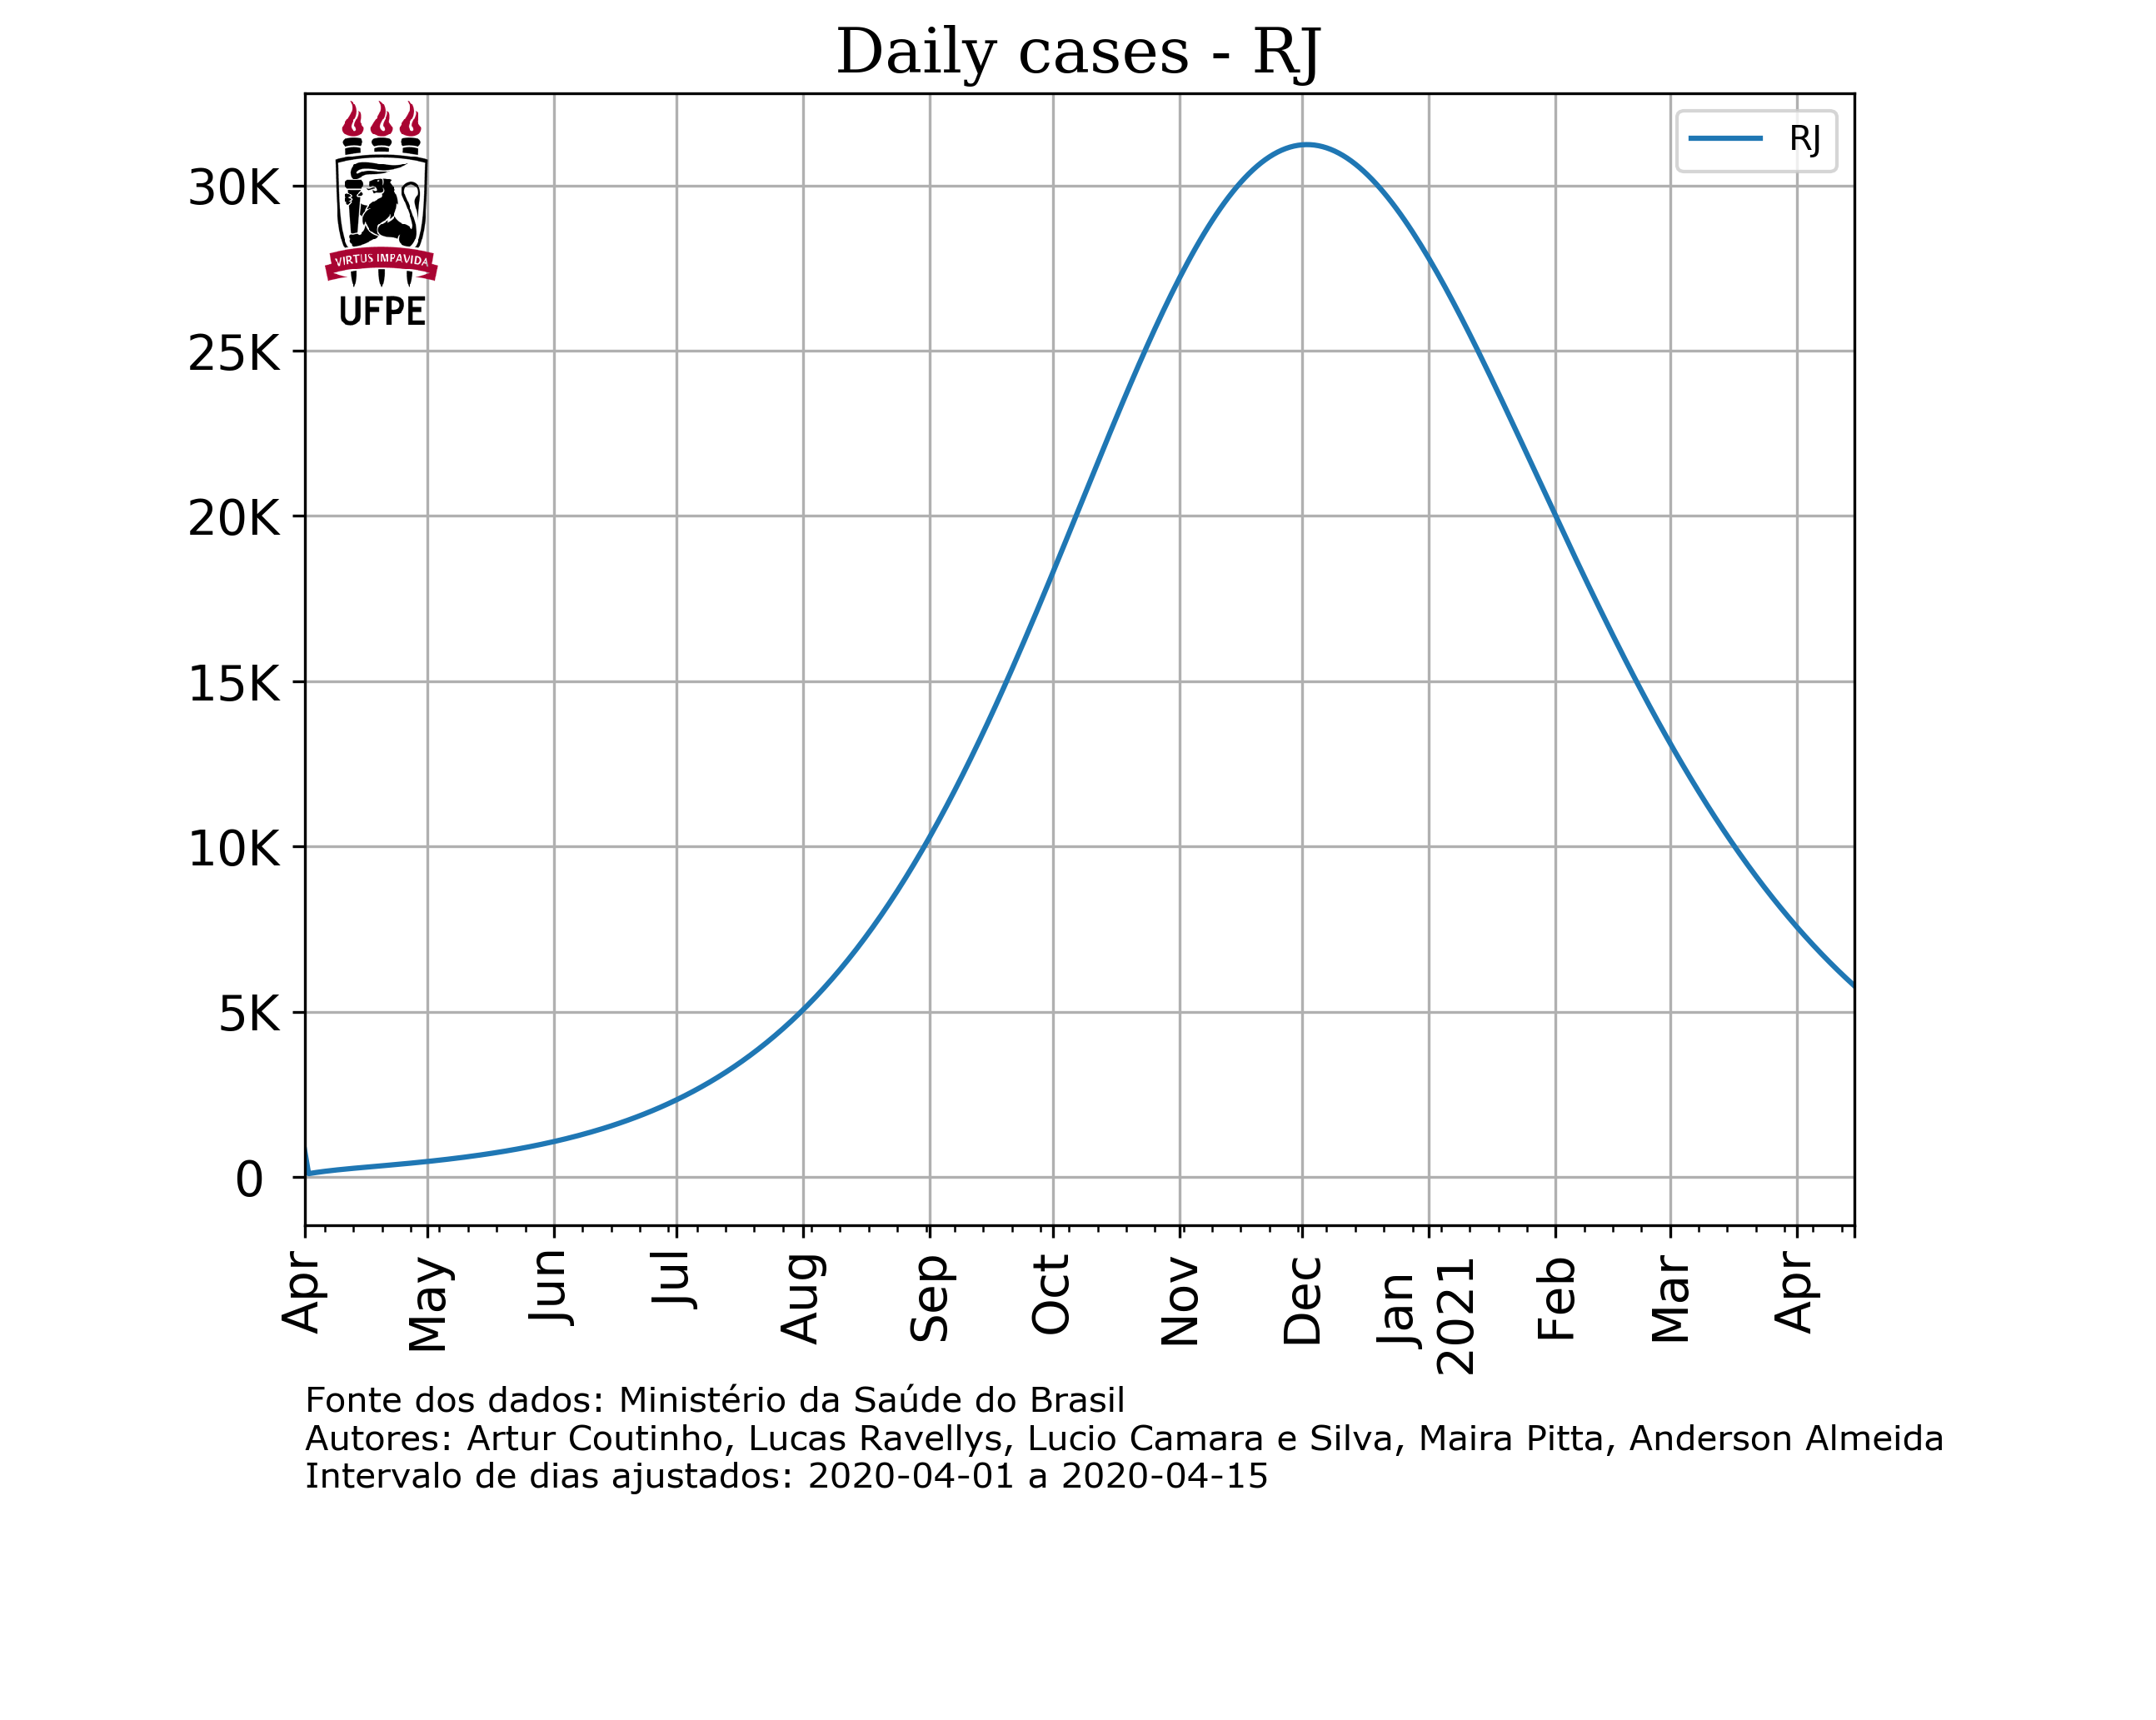 Daily cases - RJ
RJ
VIRTUS IMPAVIDA
UFPE
30K
25K
20K
15K
10K
5K
0
Apr
May
Jun
Jul
Aug
Sep
Oct
Nov
Dec
Jan
2021
Feb
Mar
Apr
Fonte dos dados: Ministério da Saúde do Brasil
Autores: Artur Coutinho, Lucas Ravellys, Lucio Camara e Silva, Maira Pitta, Anderson Almeida
Intervalo de dias ajustados: 2020-04-01 a 2020-04-15